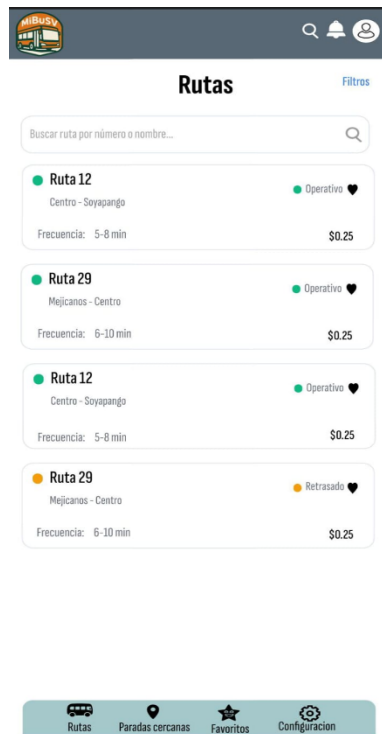 MIBUSV
Rutas
Filtros
Buscar ruta por número o nombre...
Ruta 12
Operativo
Centro - Soyapango
Frecuencia: 5-8 min
$0.25
Ruta 29
Operativo
Mejicanos - Centro
Frecuencia: 6-10 min
$0.25
Ruta 12
Operativo
Centro - Soyapango
Frecuencia: 5-8 min
$0.25
Ruta 29
Retrasado
Mejicanos - Centro
Frecuencia: 6-10 min
$0.25
Rutas Paradas cercanas Favoritos Configuracion